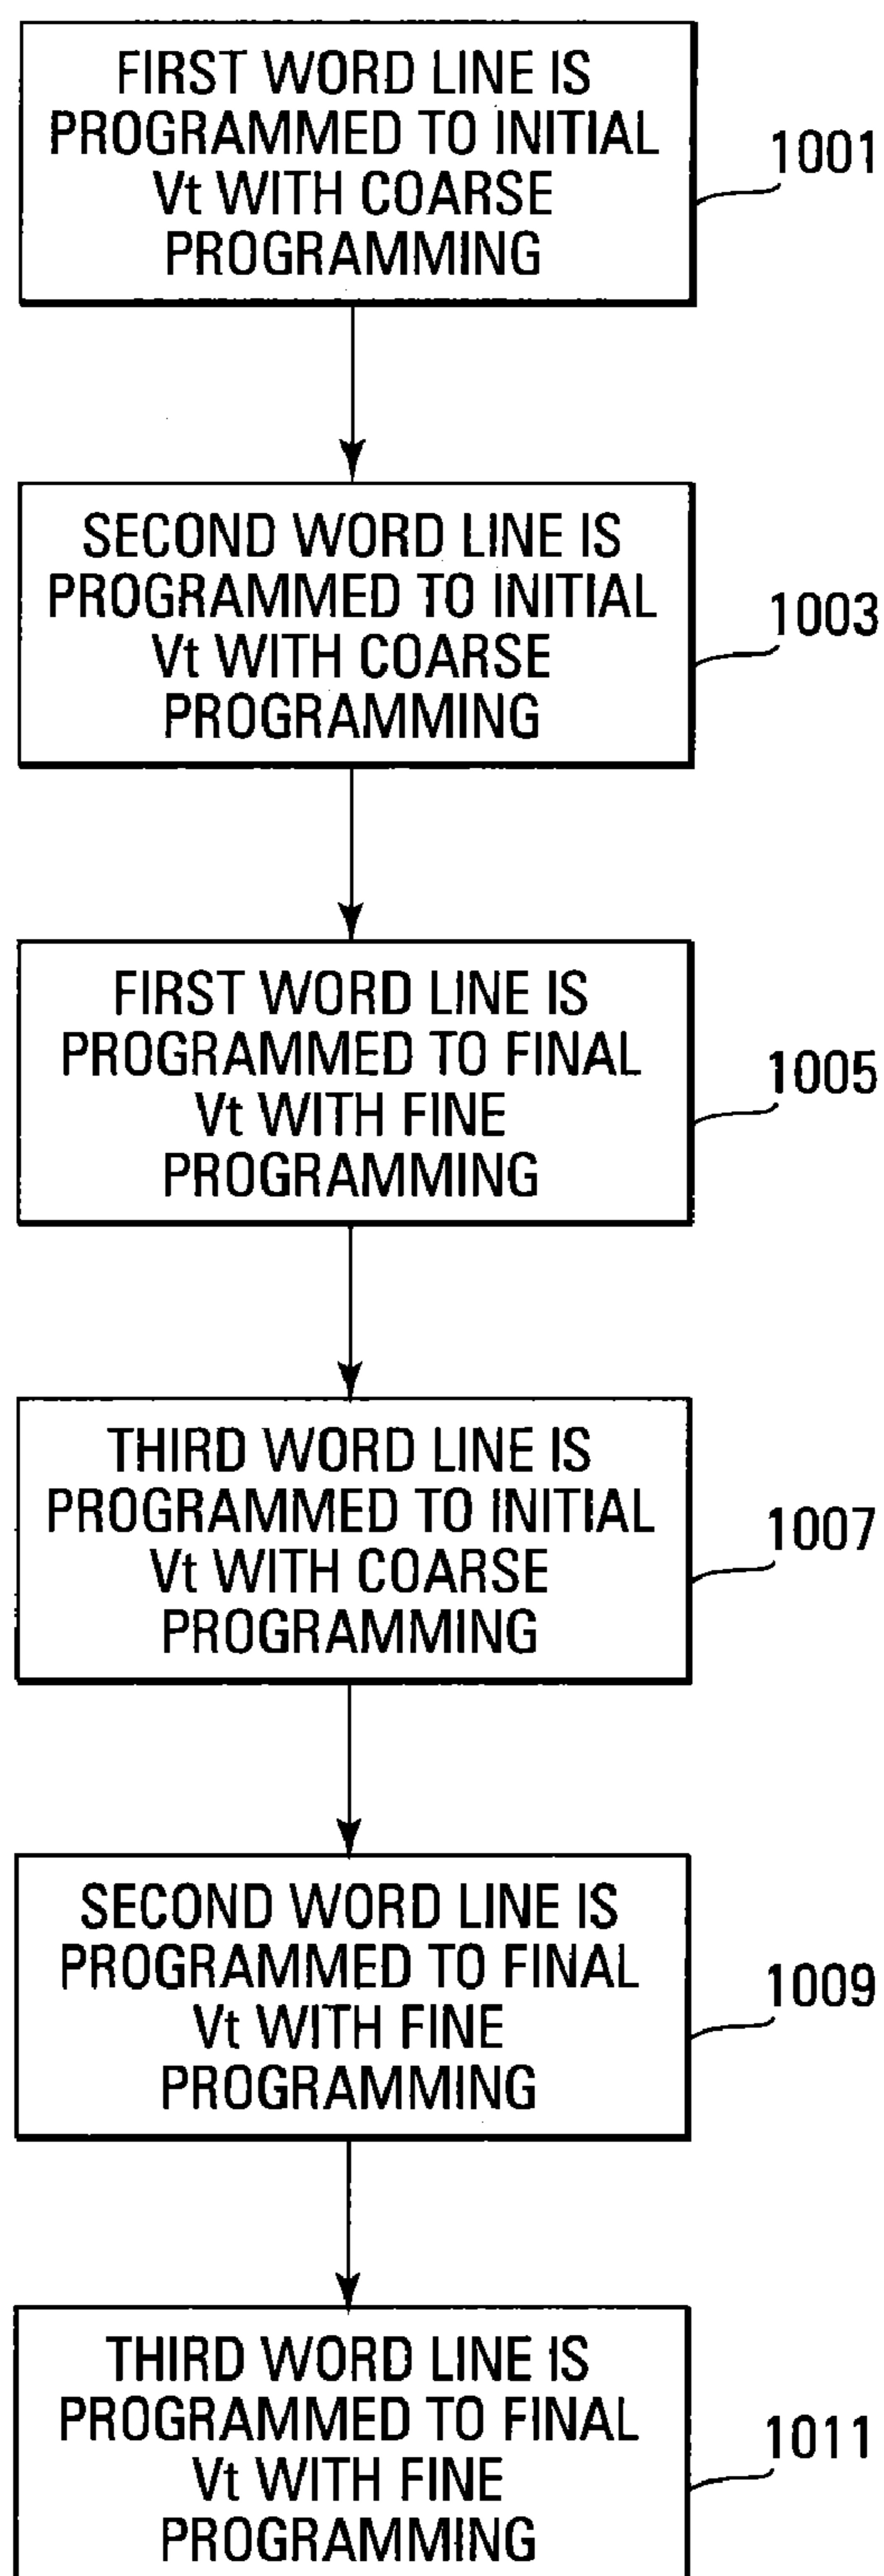 FIRST WORD LINE IS
PROGRAMMED TO INITIAL
Vt WITH COARSE
PROGRAMMING
1001
SECOND WORD LINE IS
PROGRAMMED TO INITIAL
Vt WITH COARSE
PROGRAMMING
1003
FIRST WORD LINE IS
PROGRAMMED TO FINAL
Vt WITH FINE
PROGRAMMING
1005
THIRD WORD LINE IS
PROGRAMMED TO INITIAL
Vt WITH COARSE
PROGRAMMING
1007
SECOND WORD LINE IS
PROGRAMMED TO FINAL
Vt WITH FINE
PROGRAMMING
1009
THIRD WORD LINE IS
PROGRAMMED TO FINAL
Vt WITH FINE
PROGRAMMING
1011